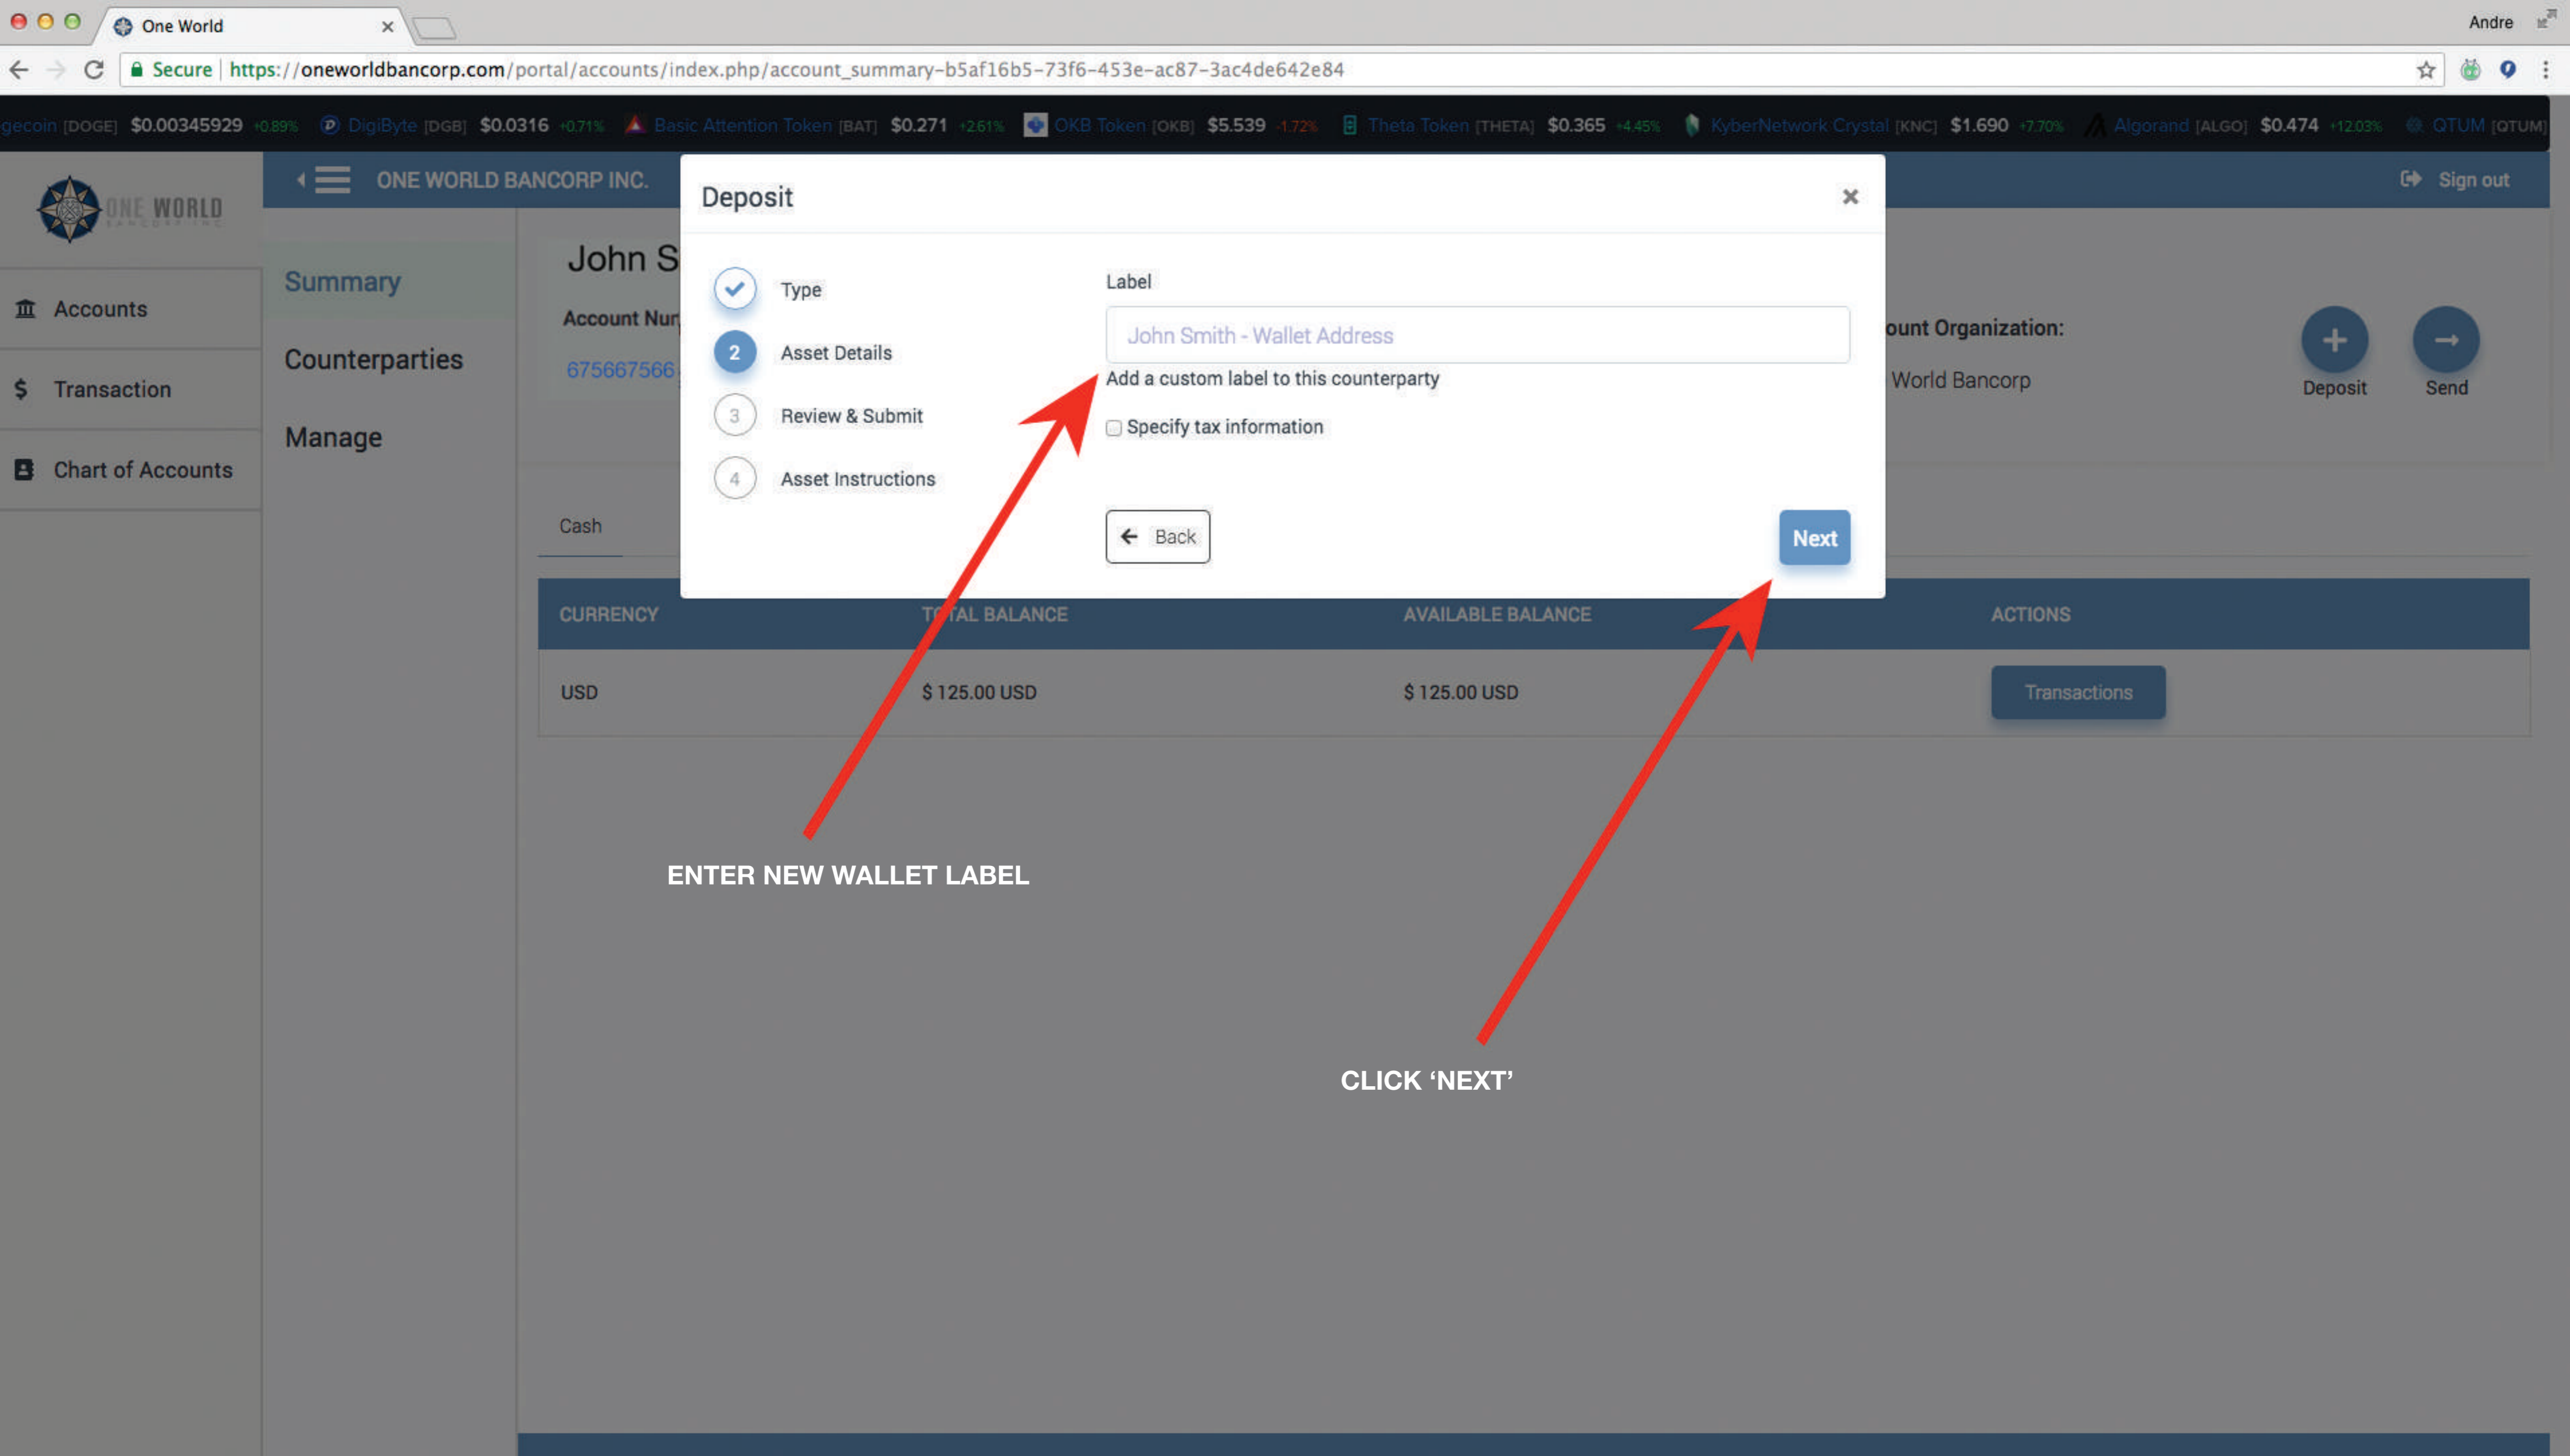 One World
Andre
Secure https://oneworldbancorp.com/portal/accounts/index.php/account_summary-b5af16b5-73f6-453e-ac87-3ac4de642e84
gecoin [DOGE] $0.00345929 +0.89% DigiByte [DGB] $0.0316 +0.71% Basic Attention Token [BAT] $0.271 +2.61% OKB Token [OKB] $5.539 -1.72% Theta Token [THETA] $0.365 +4.45% KyberNetwork Crystal [KNC] $1.690 +7.70% Algorand [ALGO] $0.474 +12.03% QTUM [QTUM]
ONE WORLD
BANCORP INC
ONE WORLD BANCORP INC.
Sign out
Accounts
Transaction
Chart of Accounts
Summary
Counterparties
Manage
John S
Account Nu
675667566
Deposit
Type
2 Asset Details
3 Review & Submit
4 Asset Instructions
Label
John Smith - Wallet Address
Add a custom label to this counterparty
Specify tax information
Back
Next
ount Organization:
World Bancorp
Deposit
Send
Cash
CURRENCY TOTAL BALANCE AVAILABLE BALANCE ACTIONS
USD $ 125.00 USD $ 125.00 USD Transactions
ENTER NEW WALLET LABEL
CLICK ‘NEXT’